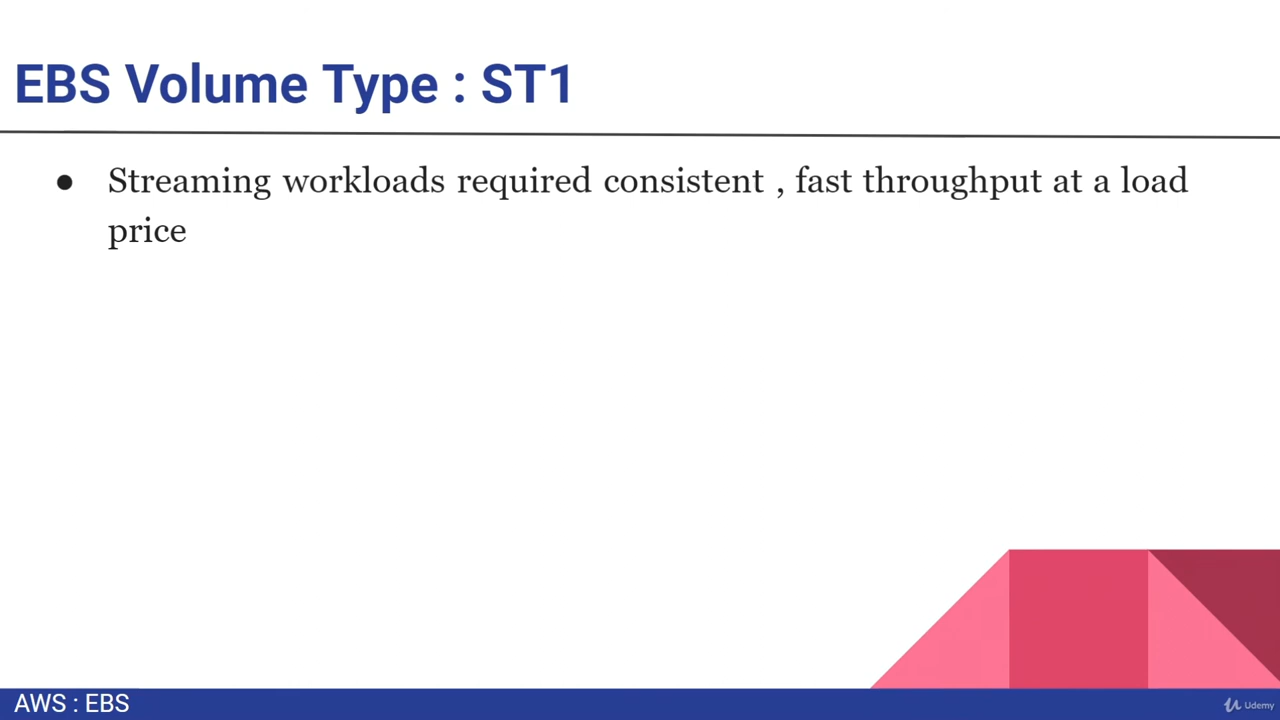 EBS Volume Type : ST1
● Streaming workloads required consistent , fast throughput at a load
price
AWS : EBS
Udemy